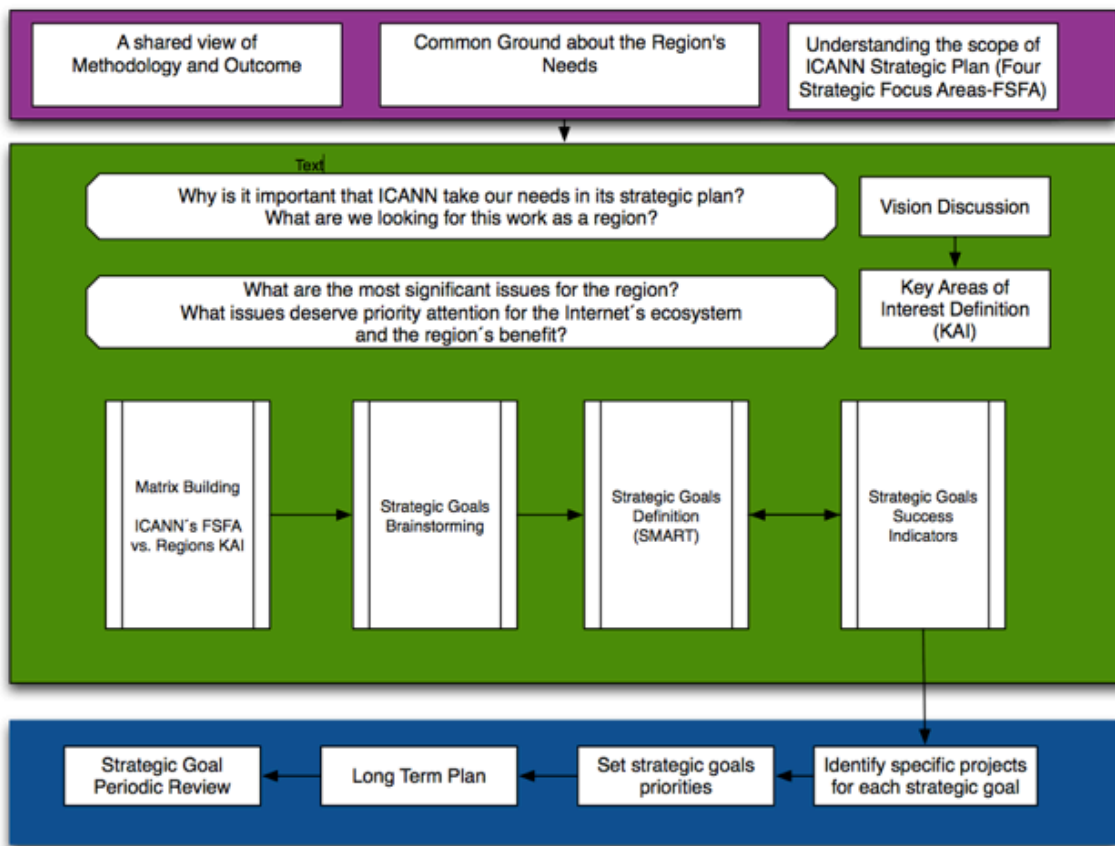 A shared view of
Methodology and Outcome
Common Ground about the Region's
Needs
Understanding the scope of
ICANN Strategic Plan (Four
Strategic Focus Areas-FSFA)
Text
Why is it important that ICANN take our needs in its strategic plan?
What are we looking for this work as a region?
Vision Discussion
What are the most significant issues for the region?
What issues deserve priority attention for the Internet´s ecosystem
and the region´s benefit?
Key Areas of
Interest Definition
(KAI)
Matrix Building
ICANN´s FSFA
vs. Regions KAI
Strategic Goals
Brainstorming
Strategic Goals
Definition
(SMART)
Strategic Goals
Success
Indicators
Strategic Goal
Periodic Review
Long Term Plan
Set strategic goals
priorities
Identify specific projects
for each strategic goal